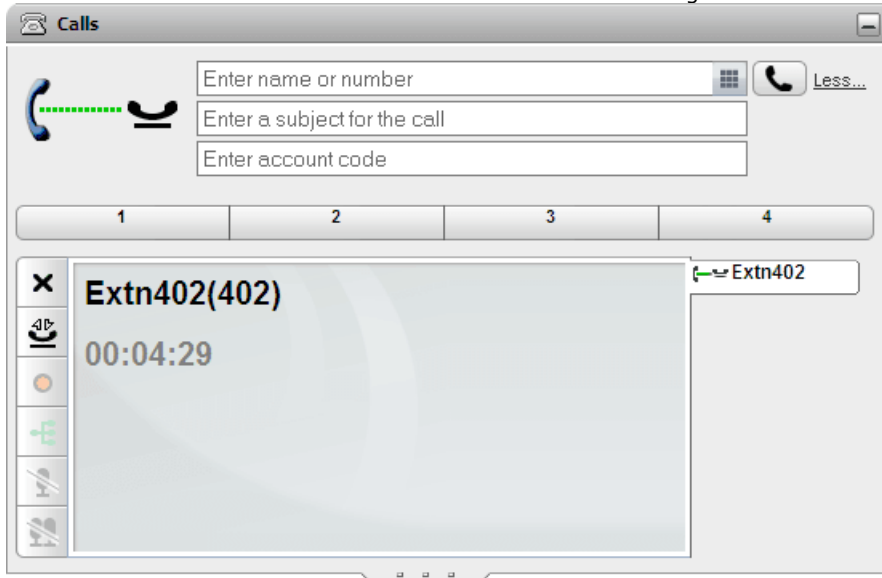 Calls
Enter name or number
Less...
Enter a subject for the call
Enter account code
1 2 3 4
Extn402(402)
Extn402
00:04:29